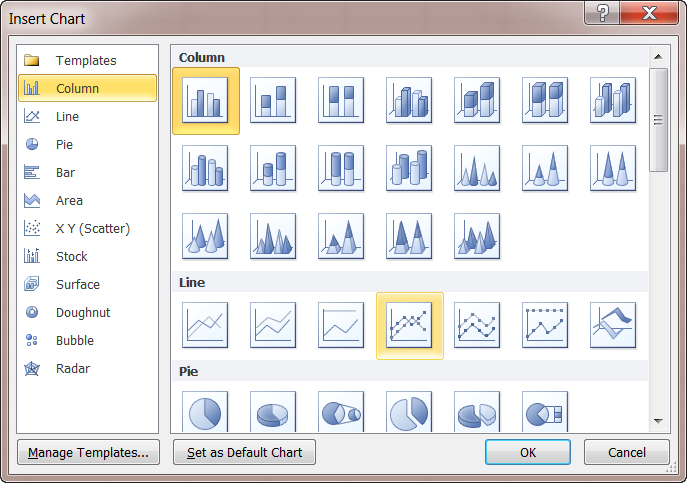 Insert Chart
Templates
Column
Line
Pie
Bar
Area
X Y (Scatter)
Stock
Surface
Doughnut
Bubble
Radar
Column
Line
Pie
Manage Templates...
Set as Default Chart
OK
Cancel